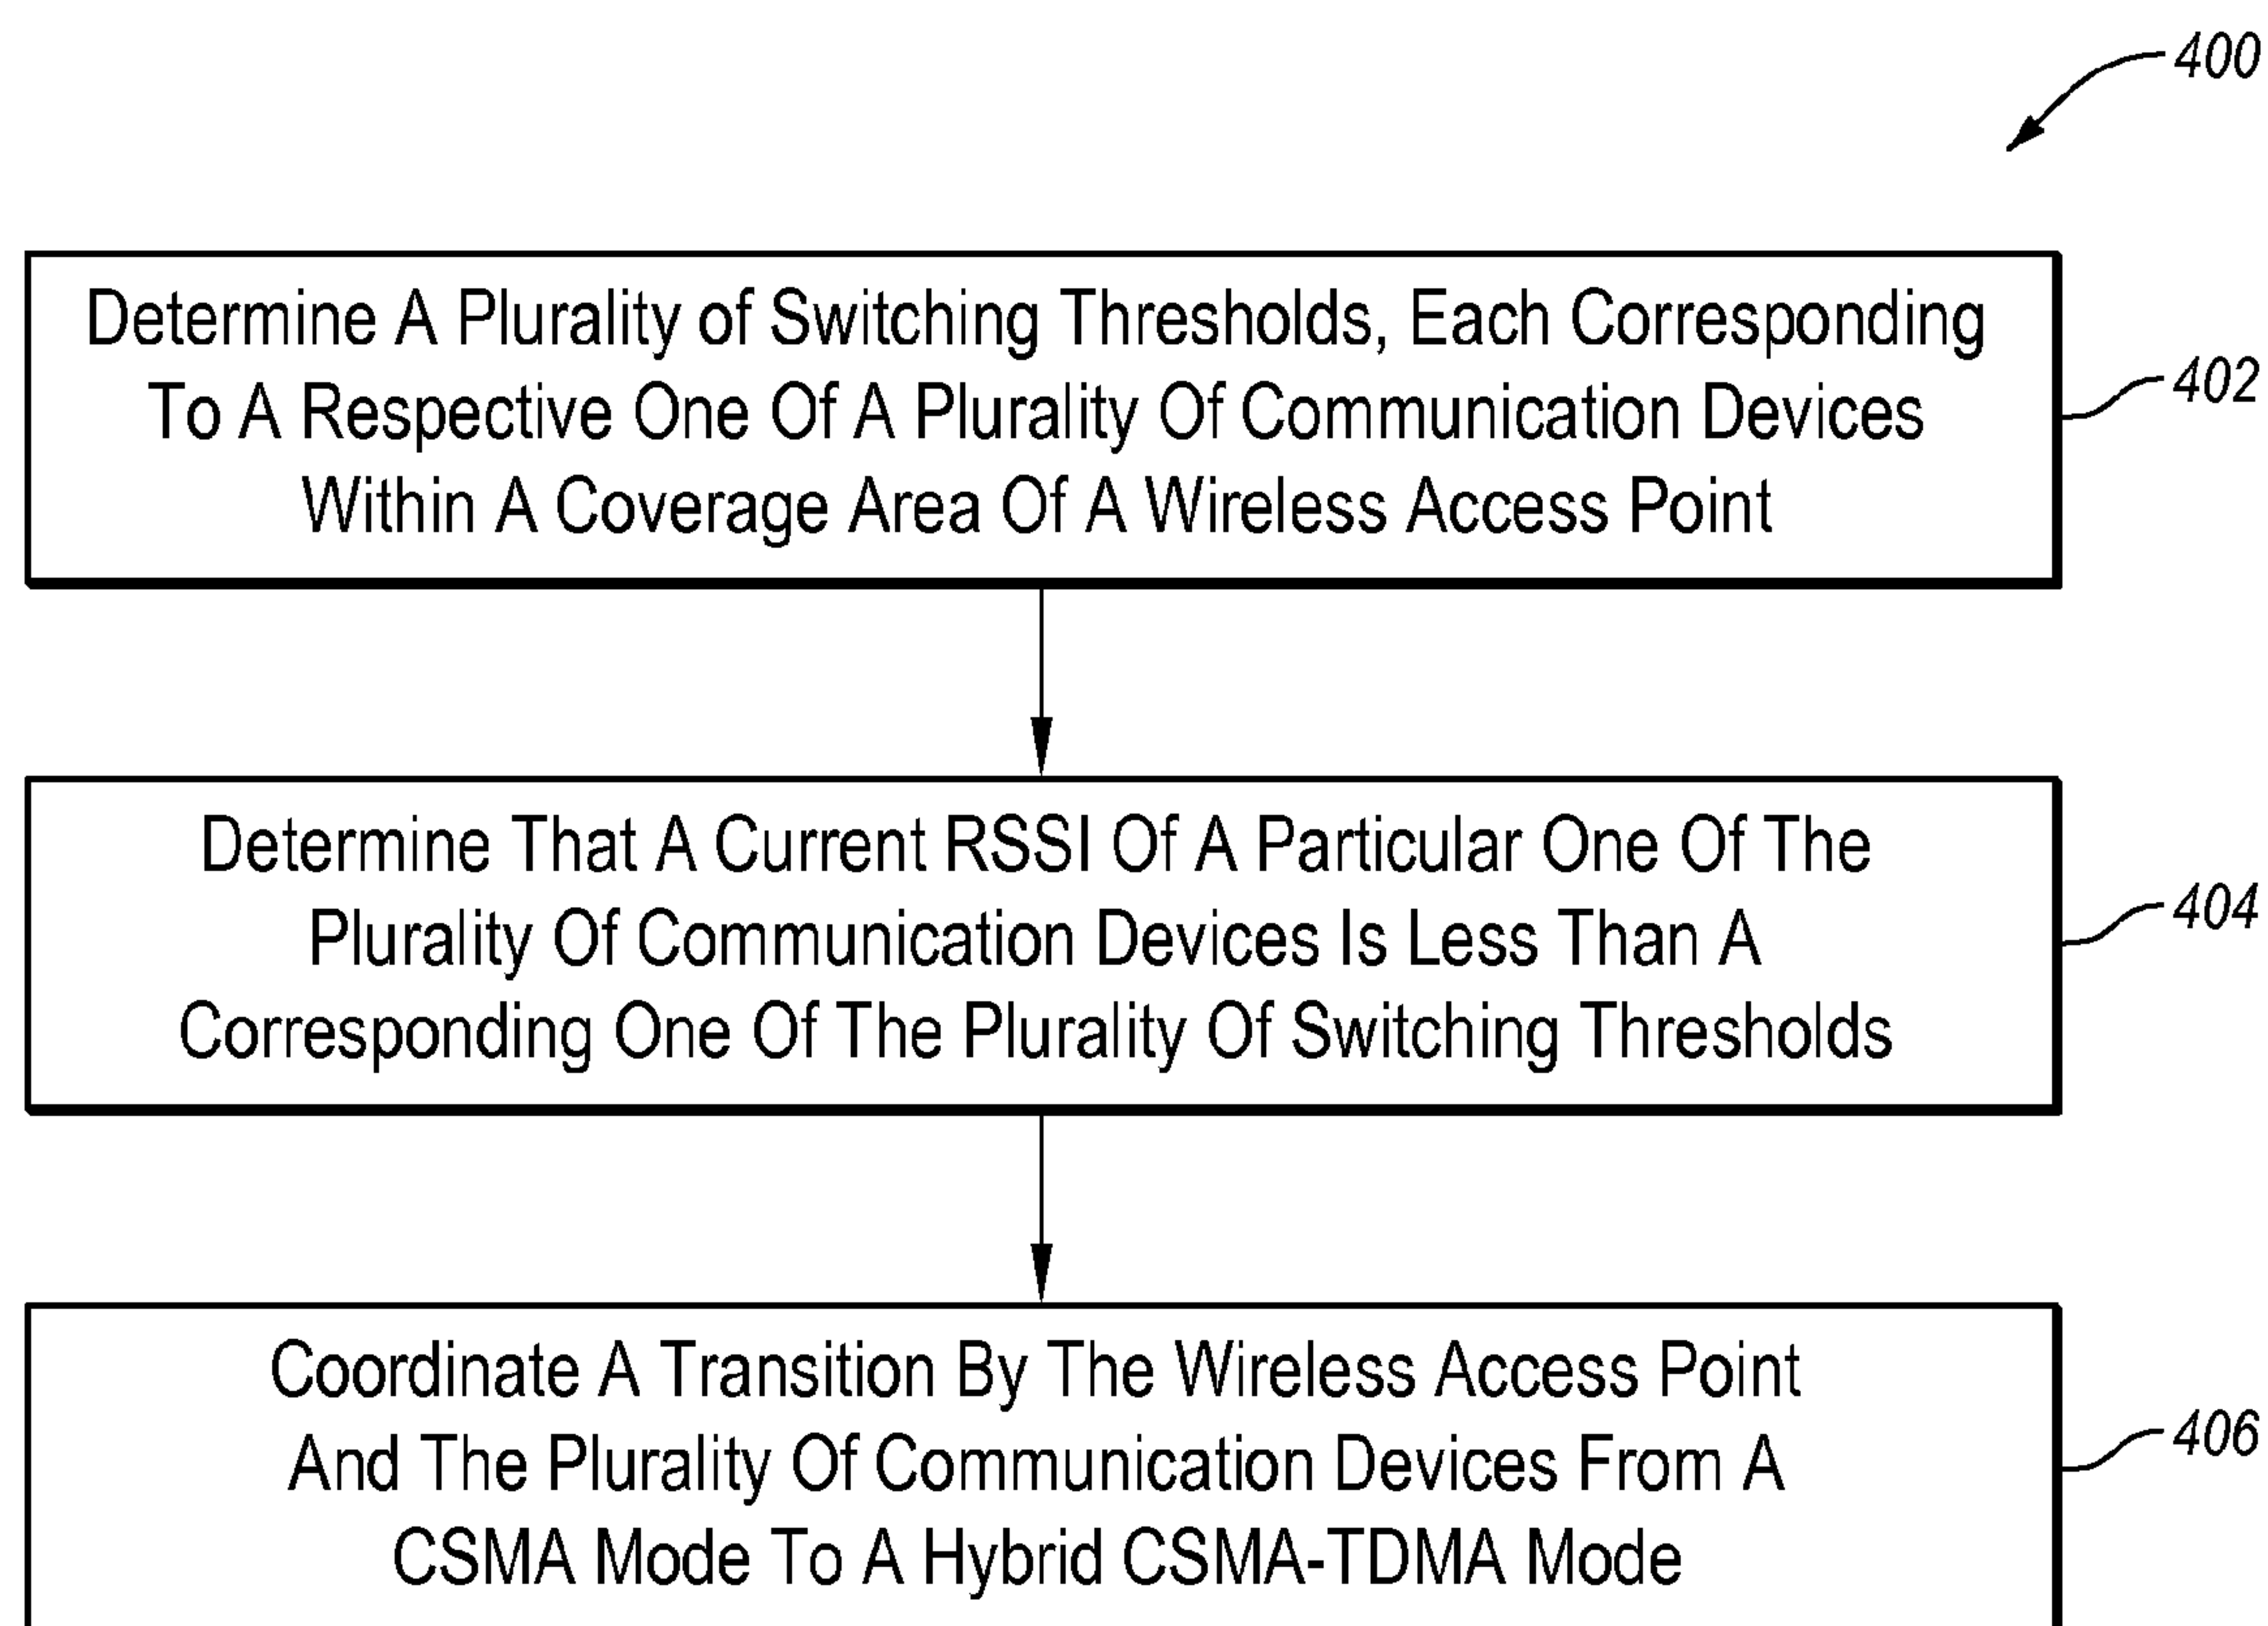 400
Determine A Plurality of Switching Thresholds, Each Corresponding
To A Respective One Of A Plurality Of Communication Devices
Within A Coverage Area Of A Wireless Access Point
402
Determine That A Current RSSI Of A Particular One Of The
Plurality Of Communication Devices Is Less Than A
Corresponding One Of The Plurality Of Switching Thresholds
404
Coordinate A Transition By The Wireless Access Point
And The Plurality Of Communication Devices From A
CSMA Mode To A Hybrid CSMA-TDMA Mode
406